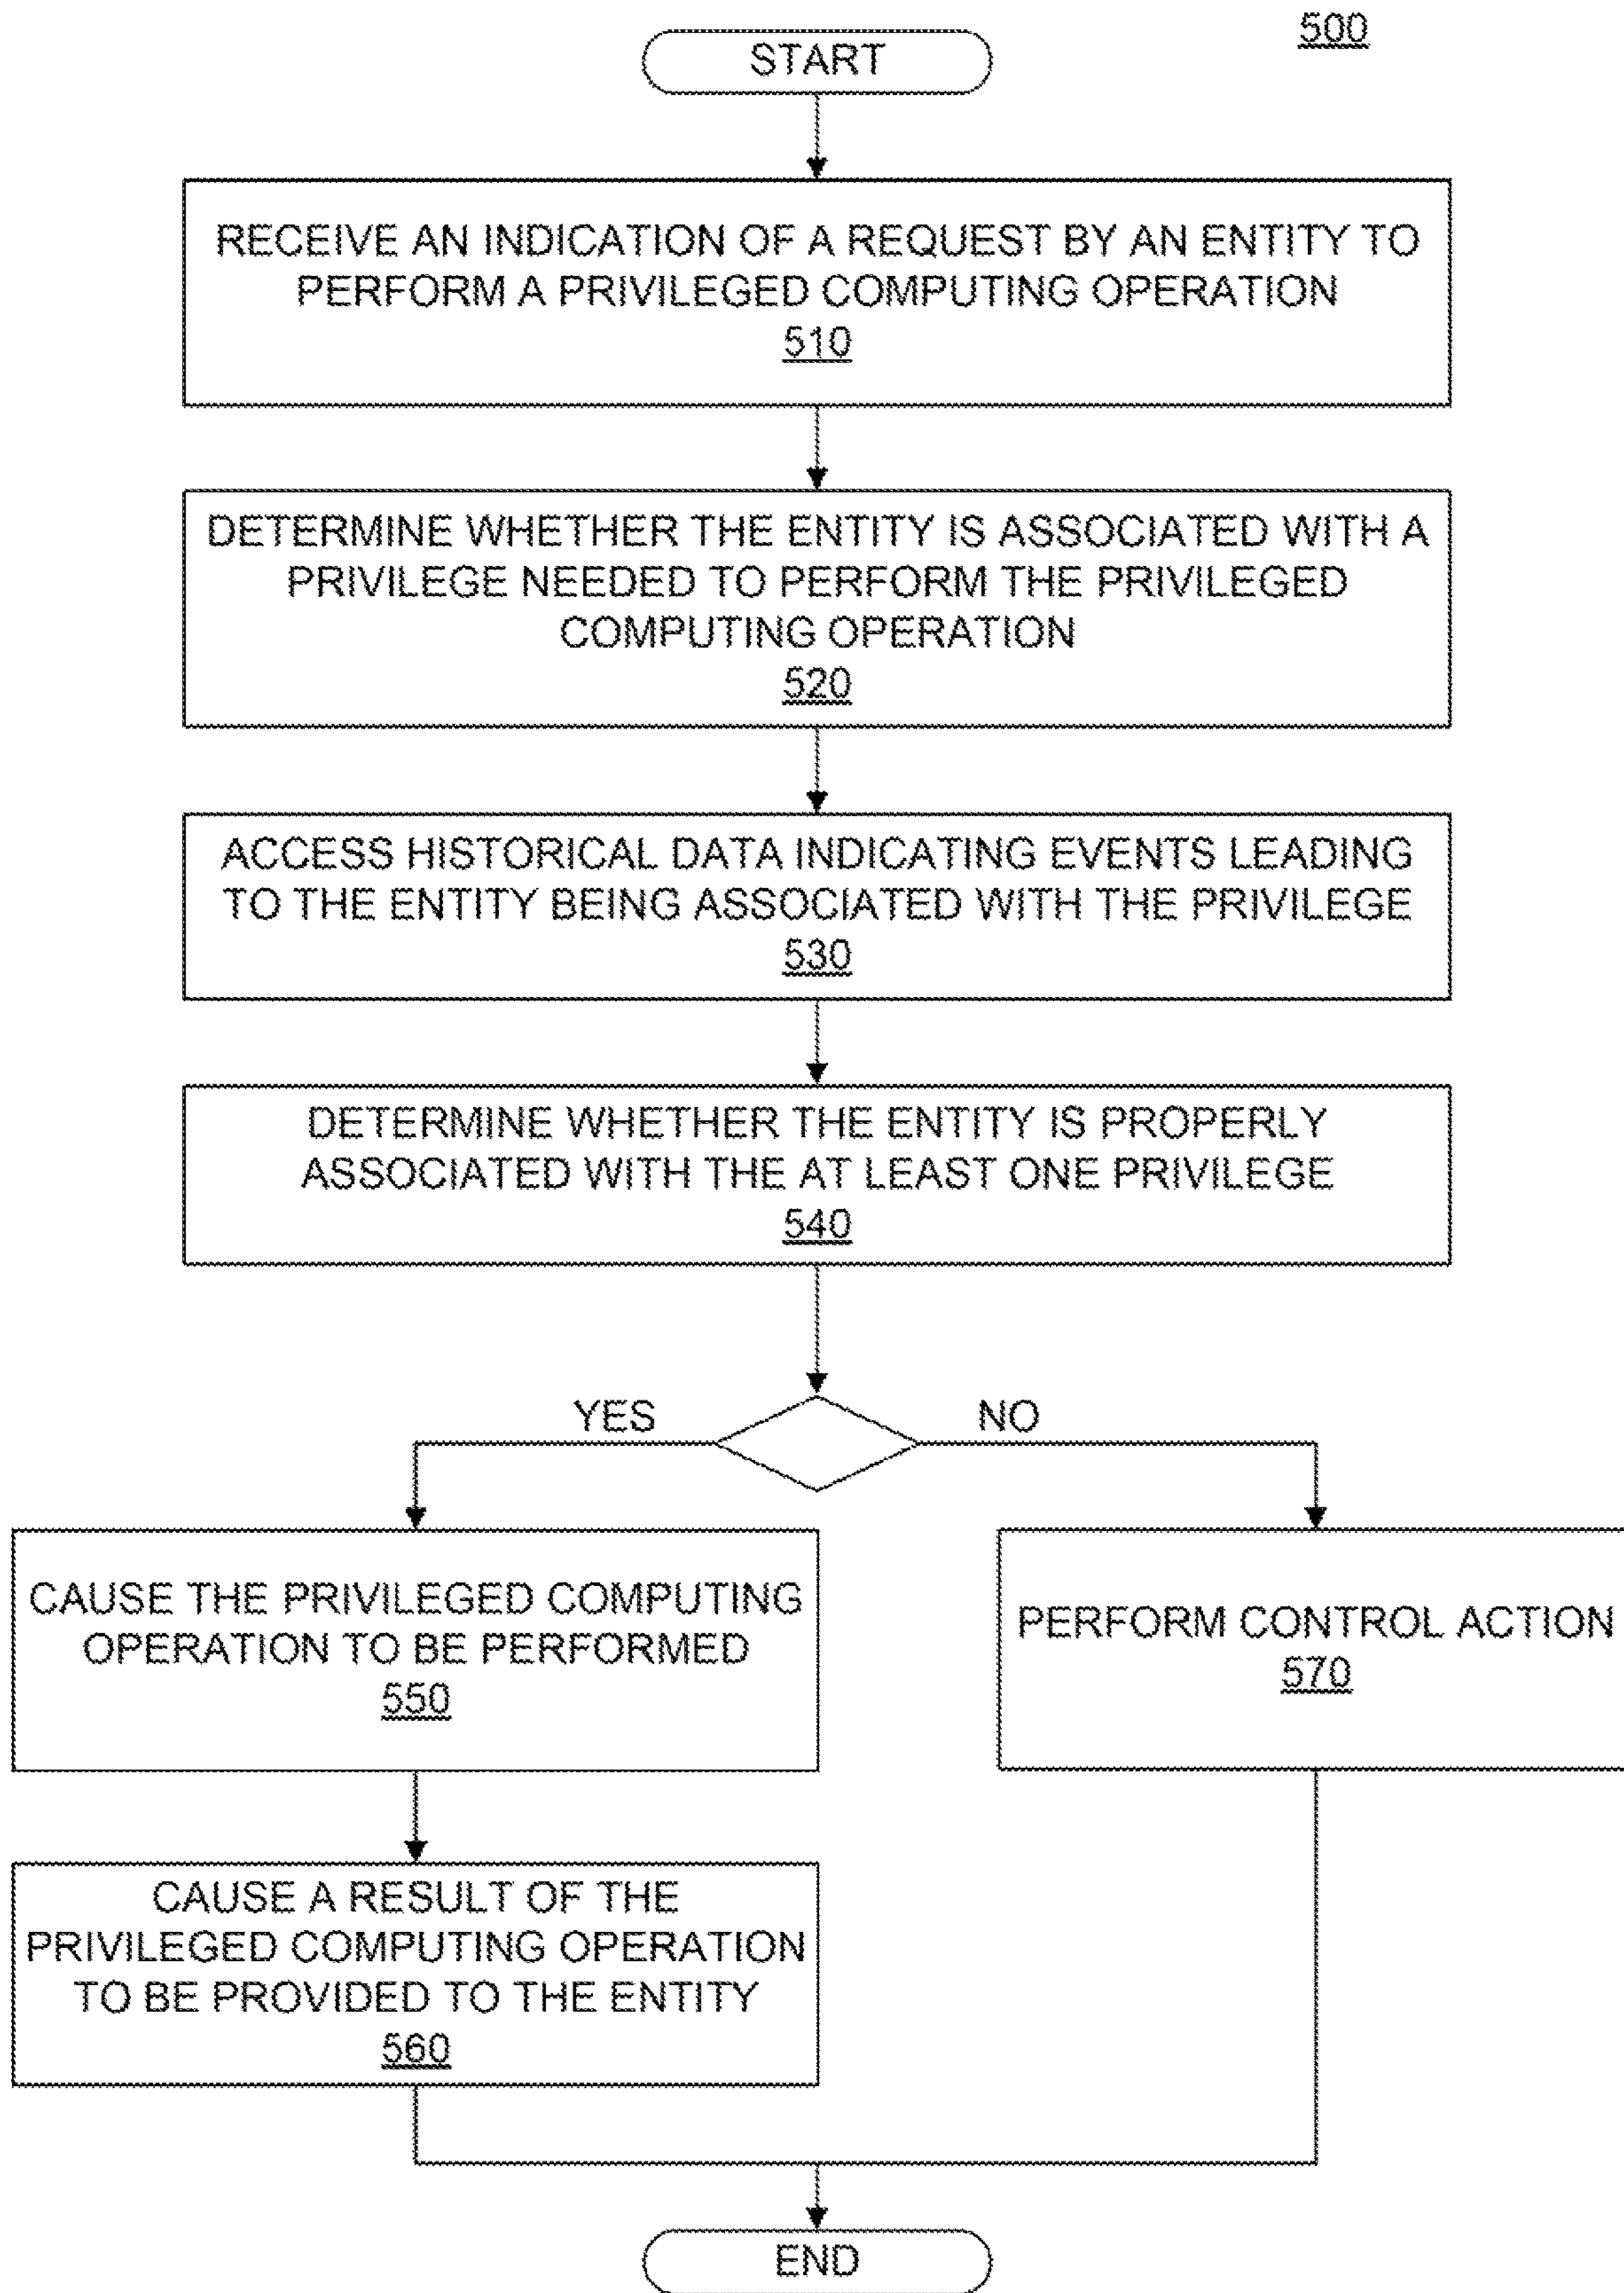 500
START
RECEIVE AN INDICATION OF A REQUEST BY AN ENTITY TO
PERFORM A PRIVILEGED COMPUTING OPERATION
510
DETERMINE WHETHER THE ENTITY IS ASSOCIATED WITH A
PRIVILEGE NEEDED TO PERFORM THE PRIVILEGED
COMPUTING OPERATION
520
ACCESS HISTORICAL DATA INDICATING EVENTS LEADING
TO THE ENTITY BEING ASSOCIATED WITH THE PRIVILEGE
530
DETERMINE WHETHER THE ENTITY IS PROPERLY
ASSOCIATED WITH THE AT LEAST ONE PRIVILEGE
540
YES
NO
CAUSE THE PRIVILEGED COMPUTING
OPERATION TO BE PERFORMED
550
PERFORM CONTROL ACTION
570
CAUSE A RESULT OF THE
PRIVILEGED COMPUTING OPERATION
TO BE PROVIDED TO THE ENTITY
560
END